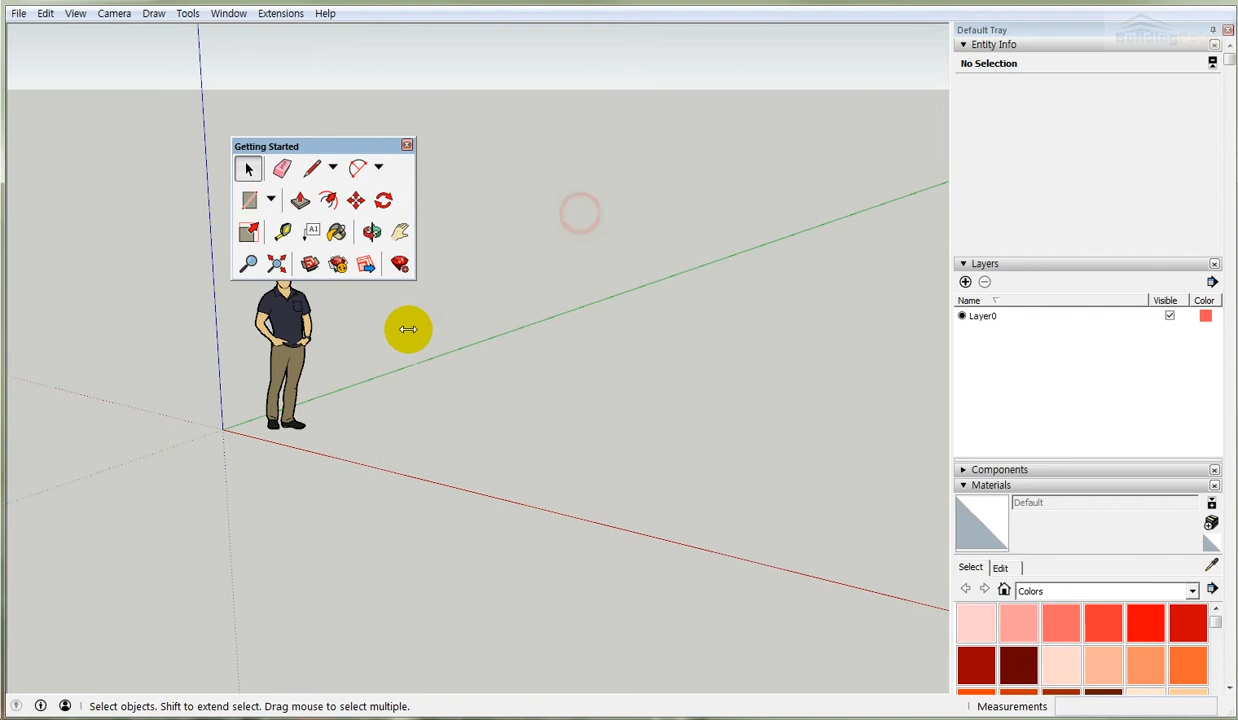 File Edit View Camera Draw Tools Window Extensions Help
Default Tray
Entity Info
No Selection
Getting Started
A1
Layers
Name Visible Color
Layer0
Components
Materials
Default
Select Edit
Colors
Select objects. Shift to extend select. Drag mouse to select multiple.
Measurements